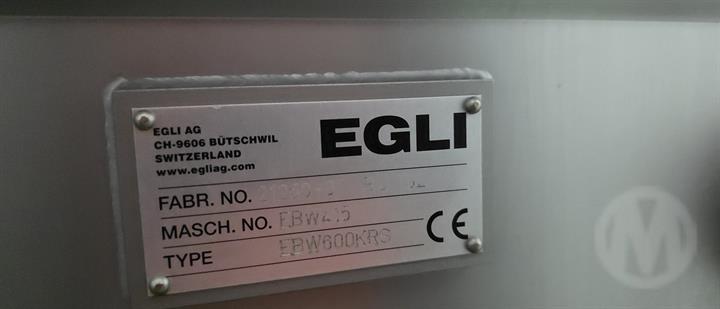 EGLI AG
CH-9606 BÜTSCHWIL
SWITZERLAND
www.egliag.com
EGLI
FABR. NO.
MASCH. NO. EBW415
TYPE EBW600KRS
CE
M